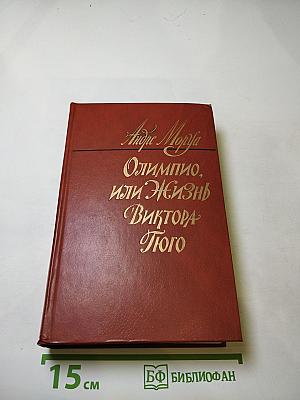 Андре Моруа
Олимпио,
или Жизнь
Виктора
Гюго
15 см
БФ БИБЛИОФАН